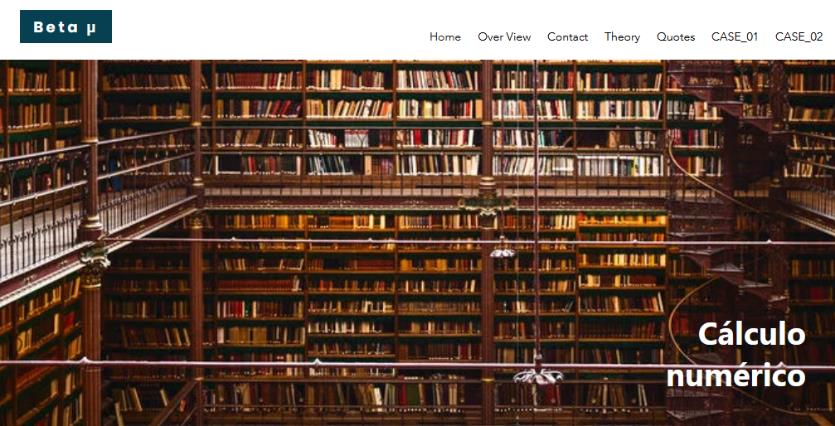 Beta μ
Home Over View Contact Theory Quotes CASE_01 CASE_02
Cálculo
numérico